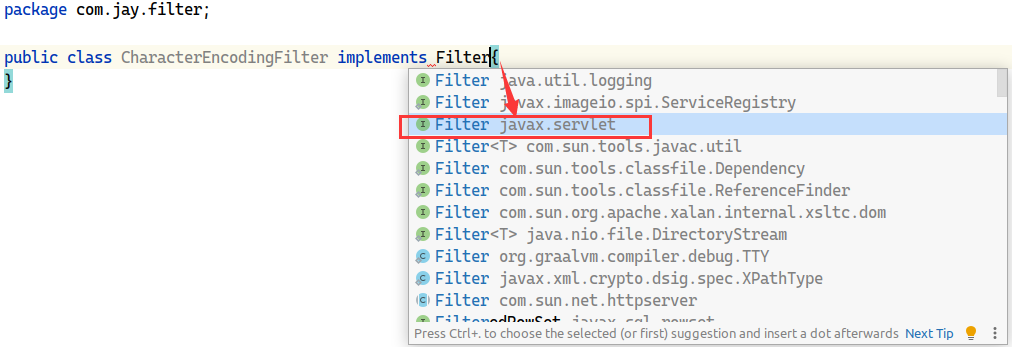 package com.jay.filter;
public class CharacterEncodingFilter implements Filter{
}
Filter java.util.logging
Filter javax.imageio.spi.ServiceRegistry
Filter javax.servlet
Filter<T> com.sun.tools.javac.util
Filter com.sun.tools.classfile.Dependency
Filter com.sun.tools.classfile.ReferenceFinder
Filter com.sun.org.apache.xalan.internal.xsltc.dom
Filter<T> java.nio.file.DirectoryStream
Filter org.graalvm.compiler.debug.TTY
Filter javax.xml.crypto.dsig.spec.XPathType
Filter com.sun.net.httpserver
FilteredRowSet javax.sql.rowset
Press Ctrl+. to choose the selected (or first) suggestion and insert a dot afterwards Next Tip